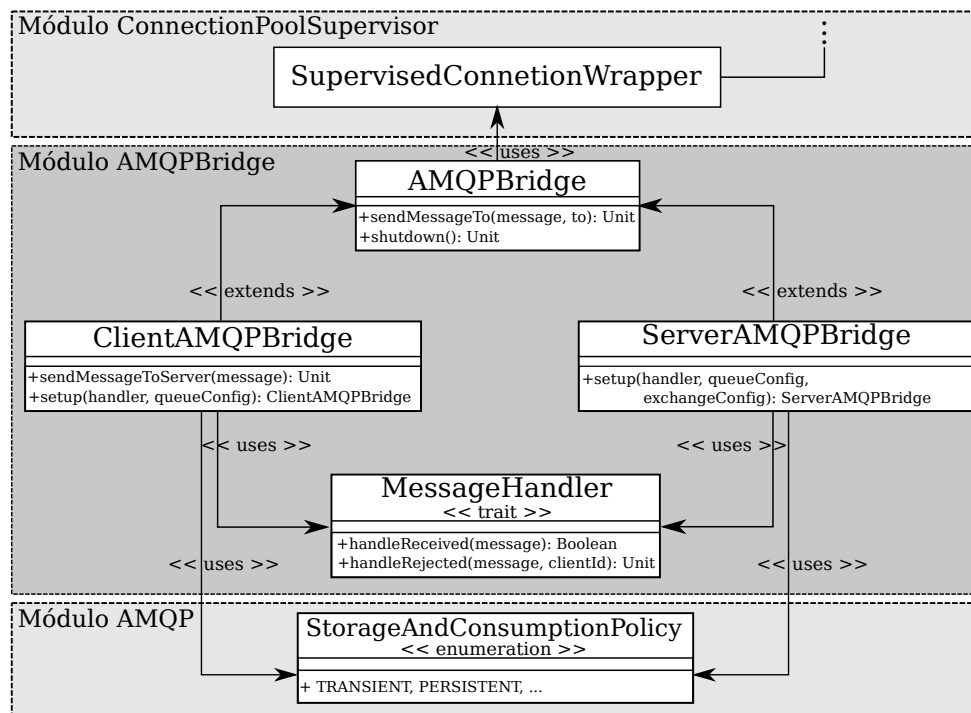 Módulo ConnectionPoolSupervisor
SupervisedConnetionWrapper
<< uses >>
Módulo AMQPBridge
AMQPBridge
+sendMessageTo(message, to): Unit
+shutdown(): Unit
<< extends >>
<< extends >>
ClientAMQPBridge
+sendMessageToServer(message): Unit
+setup(handler, queueConfig): ClientAMQPBridge
ServerAMQPBridge
+setup(handler, queueConfig,
exchangeConfig): ServerAMQPBridge
<< uses >>
<< uses >>
MessageHandler
<< trait >>
+handleReceived(message): Boolean
+handleRejected(message, clientId): Unit
<< uses >>
<< uses >>
Módulo AMQP
StorageAndConsumptionPolicy
<< enumeration >>
+ TRANSIENT, PERSISTENT, ...